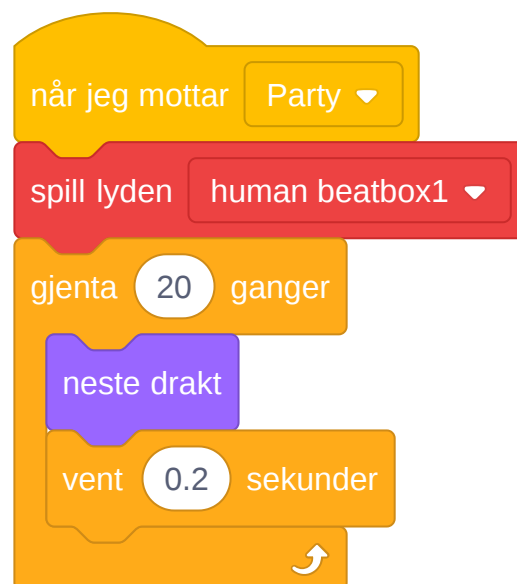 når jeg mottar Party
spill lyden human beatbox1
gjenta 20 ganger
neste drakt
vent 0.2 sekunder